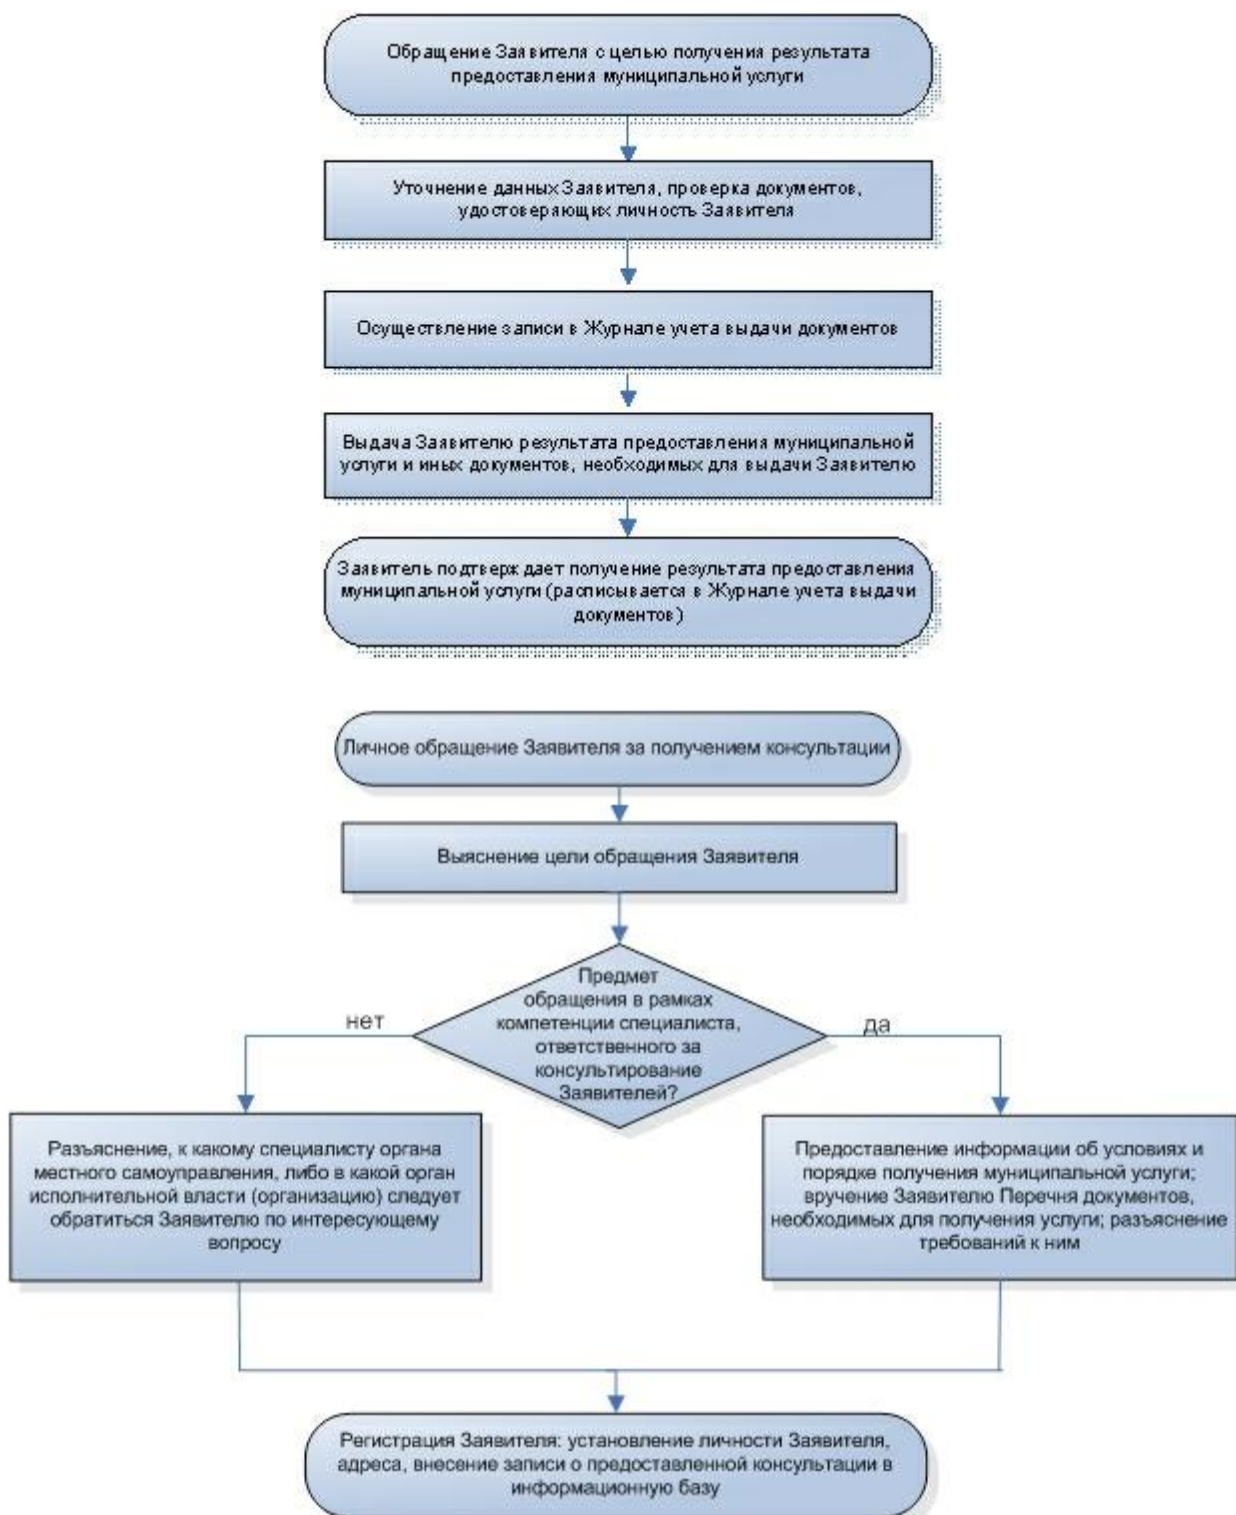 Обращение Заявителя с целью получения результата
предоставления муниципальной услуги
Уточнение данных Заявителя, проверка документов,
удостоверяющих личность Заявителя
Осуществление записи в Журнале учета выдачи документов
Выдача Заявителю результата предоставления муниципальной
услуги и иных документов, необходимых для выдачи Заявителю
Заявитель подтверждает получение результата предоставления
муниципальной услуги (расписывается в Журнале учета выдачи
документов)
Личное обращение Заявителя за получением консультации
Выяснение цели обращения Заявителя
Предмет
обращения в рамках
компетенции специалиста,
ответственного за
консультирование
Заявителей?
нет
да
Разъяснение, к какому специалисту органа
местного самоуправления, либо в какой орган
исполнительной власти (организацию) следует
обратиться Заявителю по интересующему
вопросу
Предоставление информации об условиях и
порядке получения муниципальной услуги;
вручение Заявителю Перечня документов,
необходимых для получения услуги; разъяснение
требований к ним
Регистрация Заявителя: установление личности Заявителя,
адреса, внесение записи о предоставленной консультации в
информационную базу